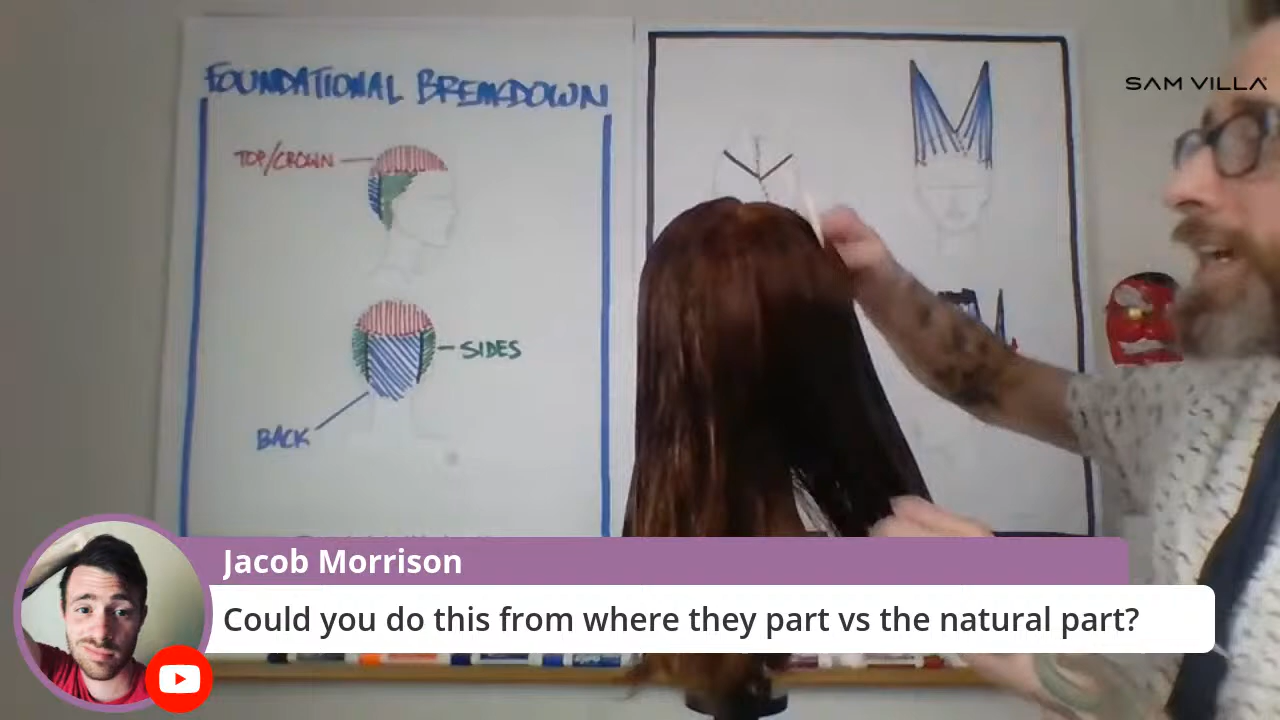 FOUNDATIONAL BREAKDOWN
SAM VILLA
TOP/CROWN
SIDES
BACK
Jacob Morrison
Could you do this from where they part vs the natural part?